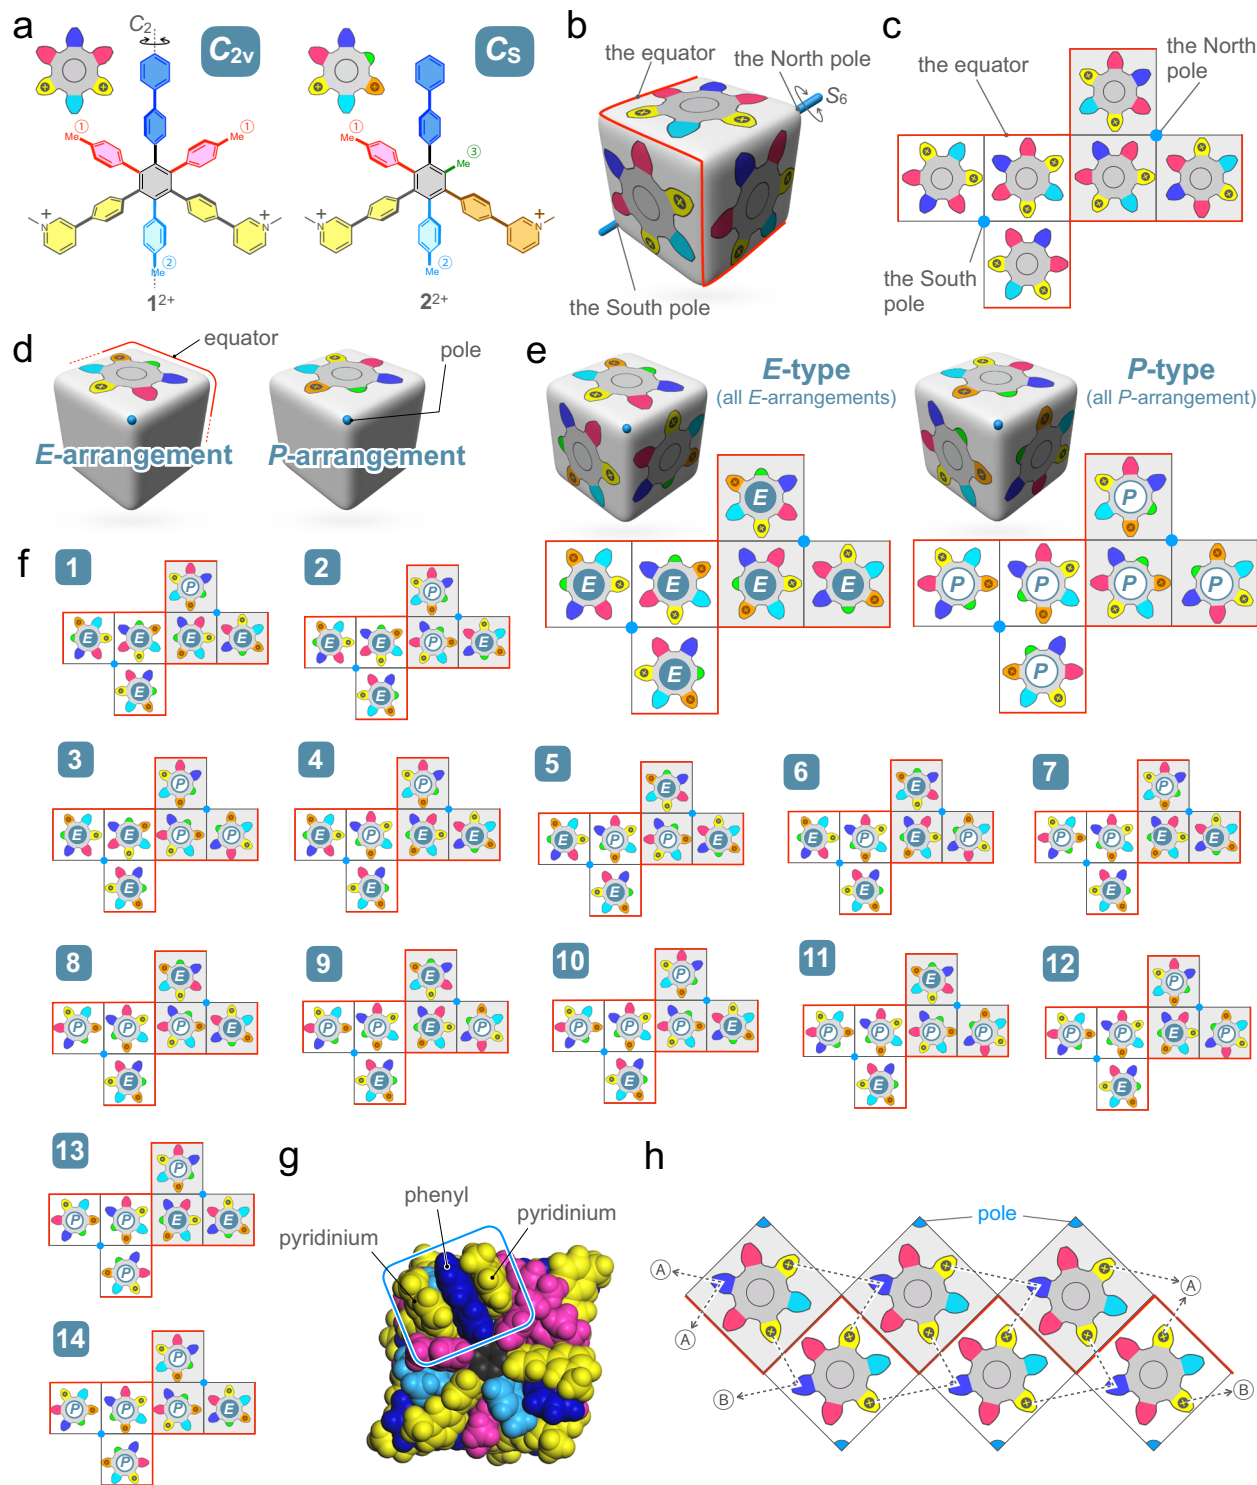 a
C2
C2v
Me
①
Me
①
N
+
N
+
Me
②
1²⁺
CS
Me
①
③
Me
N
+
N
+
Me
②
2²⁺
b
the equator
the North pole
S6
the South pole
c
the equator
the North
pole
the South
pole
d
equator
pole
E-arrangement
P-arrangement
e
E-type
(all E-arrangements)
P-type
(all P-arrangement)
E
E
E
E
E
E
P
P
P
P
P
P
f
1
P
E
E
E
E
E
2
P
E
E
P
E
E
3
P
E
E
P
P
E
4
P
E
P
E
E
E
5
E
E
P
P
E
E
6
E
E
P
E
P
E
7
P
P
P
E
E
E
8
E
P
P
P
E
E
9
E
P
P
E
P
E
10
P
P
P
P
E
E
11
E
P
P
P
P
E
12
P
P
P
E
P
E
13
P
P
P
E
E
P
14
P
P
P
P
E
P
g
phenyl
pyridinium
pyridinium
h
pole
A
A
A
B
B